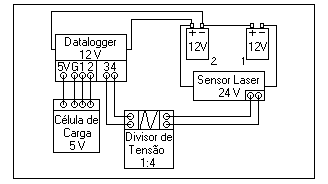 Datalogger
12 V
5V G 1 2 3 4
+ -
12V
2
+ -
12V
1
Sensor Laser
24 V
Célula de
Carga
5 V
Divisor de
Tensão
1:4